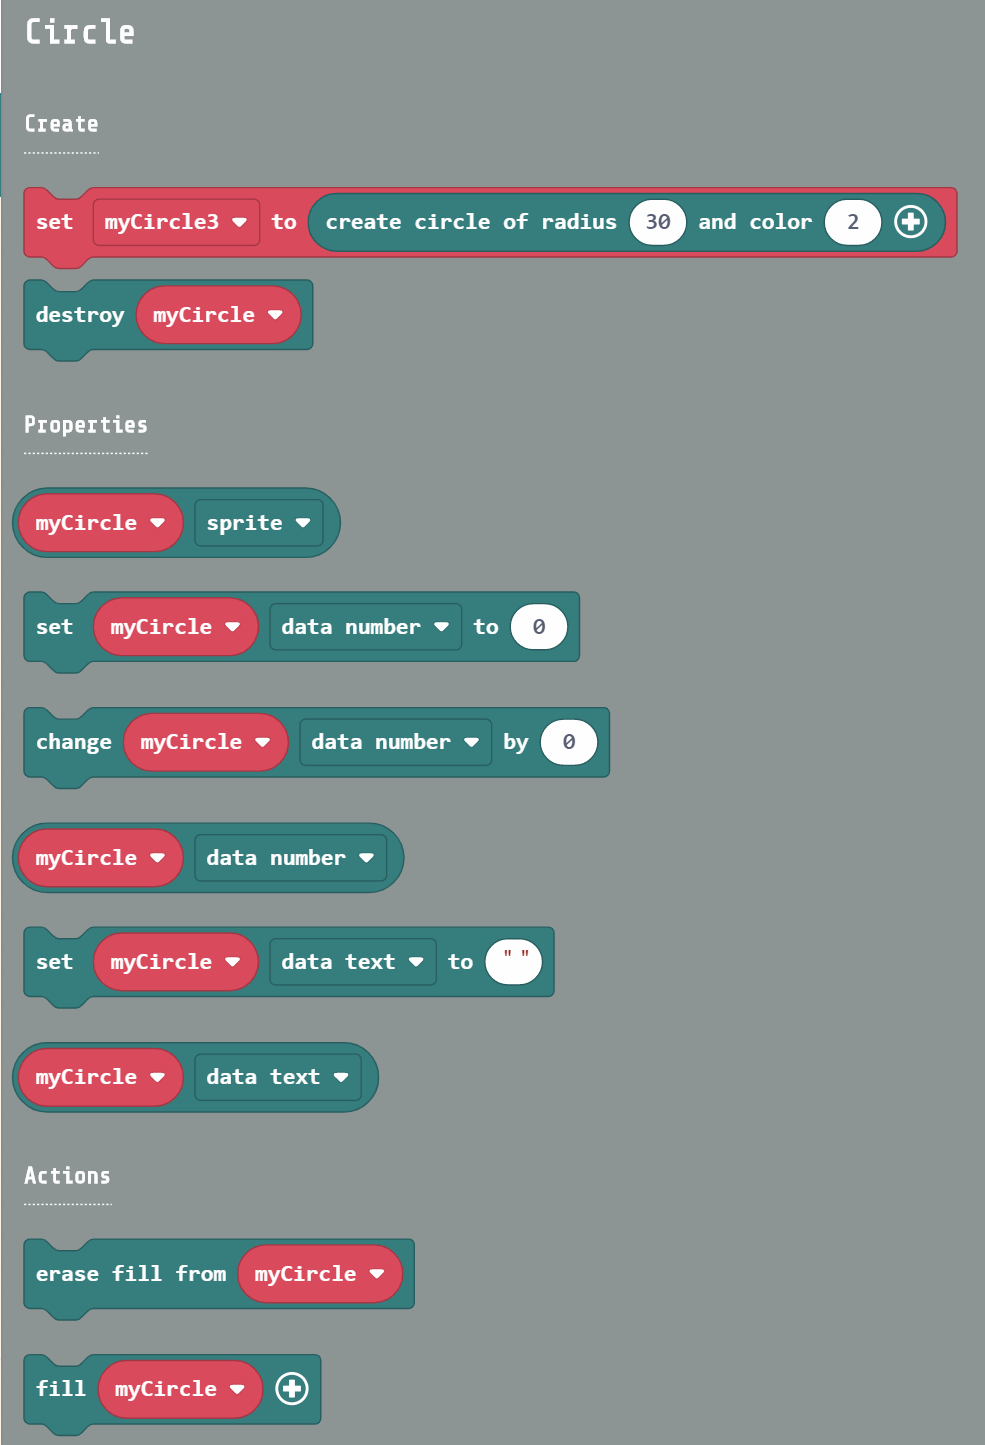 Circle
Create
set myCircle3 to create circle of radius 30 and color 2
destroy myCircle
Properties
myCircle sprite
set myCircle data number to 0
change myCircle data number by 0
myCircle data number
set myCircle data text to " "
myCircle data text
Actions
erase fill from myCircle
fill myCircle